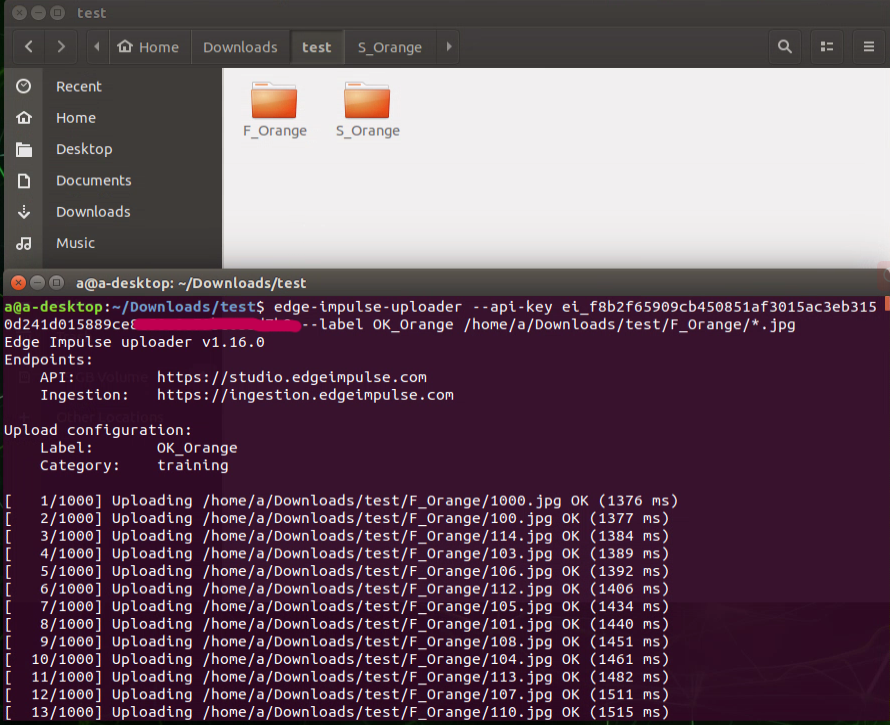 test
Home
Downloads
test
S_Orange
Recent
Home
Desktop
Documents
Downloads
Music
F_Orange
S_Orange
a@a-desktop: ~/Downloads/test
a@a-desktop:~/Downloads/test$ edge-impulse-uploader --api-key ei_f8b2f65909cb450851af3015ac3eb315
0d241d015889ce8 --label OK_Orange /home/a/Downloads/test/F_Orange/*.jpg
Edge Impulse uploader v1.16.0
Endpoints:
API: https://studio.edgeimpulse.com
Ingestion: https://ingestion.edgeimpulse.com
Upload configuration:
Label: OK_Orange
Category: training
[ 1/1000] Uploading /home/a/Downloads/test/F_Orange/1000.jpg OK (1376 ms)
[ 2/1000] Uploading /home/a/Downloads/test/F_Orange/100.jpg OK (1377 ms)
[ 3/1000] Uploading /home/a/Downloads/test/F_Orange/114.jpg OK (1384 ms)
[ 4/1000] Uploading /home/a/Downloads/test/F_Orange/103.jpg OK (1389 ms)
[ 5/1000] Uploading /home/a/Downloads/test/F_Orange/106.jpg OK (1392 ms)
[ 6/1000] Uploading /home/a/Downloads/test/F_Orange/112.jpg OK (1406 ms)
[ 7/1000] Uploading /home/a/Downloads/test/F_Orange/105.jpg OK (1434 ms)
[ 8/1000] Uploading /home/a/Downloads/test/F_Orange/101.jpg OK (1440 ms)
[ 9/1000] Uploading /home/a/Downloads/test/F_Orange/108.jpg OK (1451 ms)
[ 10/1000] Uploading /home/a/Downloads/test/F_Orange/104.jpg OK (1461 ms)
[ 11/1000] Uploading /home/a/Downloads/test/F_Orange/113.jpg OK (1482 ms)
[ 12/1000] Uploading /home/a/Downloads/test/F_Orange/107.jpg OK (1511 ms)
[ 13/1000] Uploading /home/a/Downloads/test/F_Orange/110.jpg OK (1515 ms)